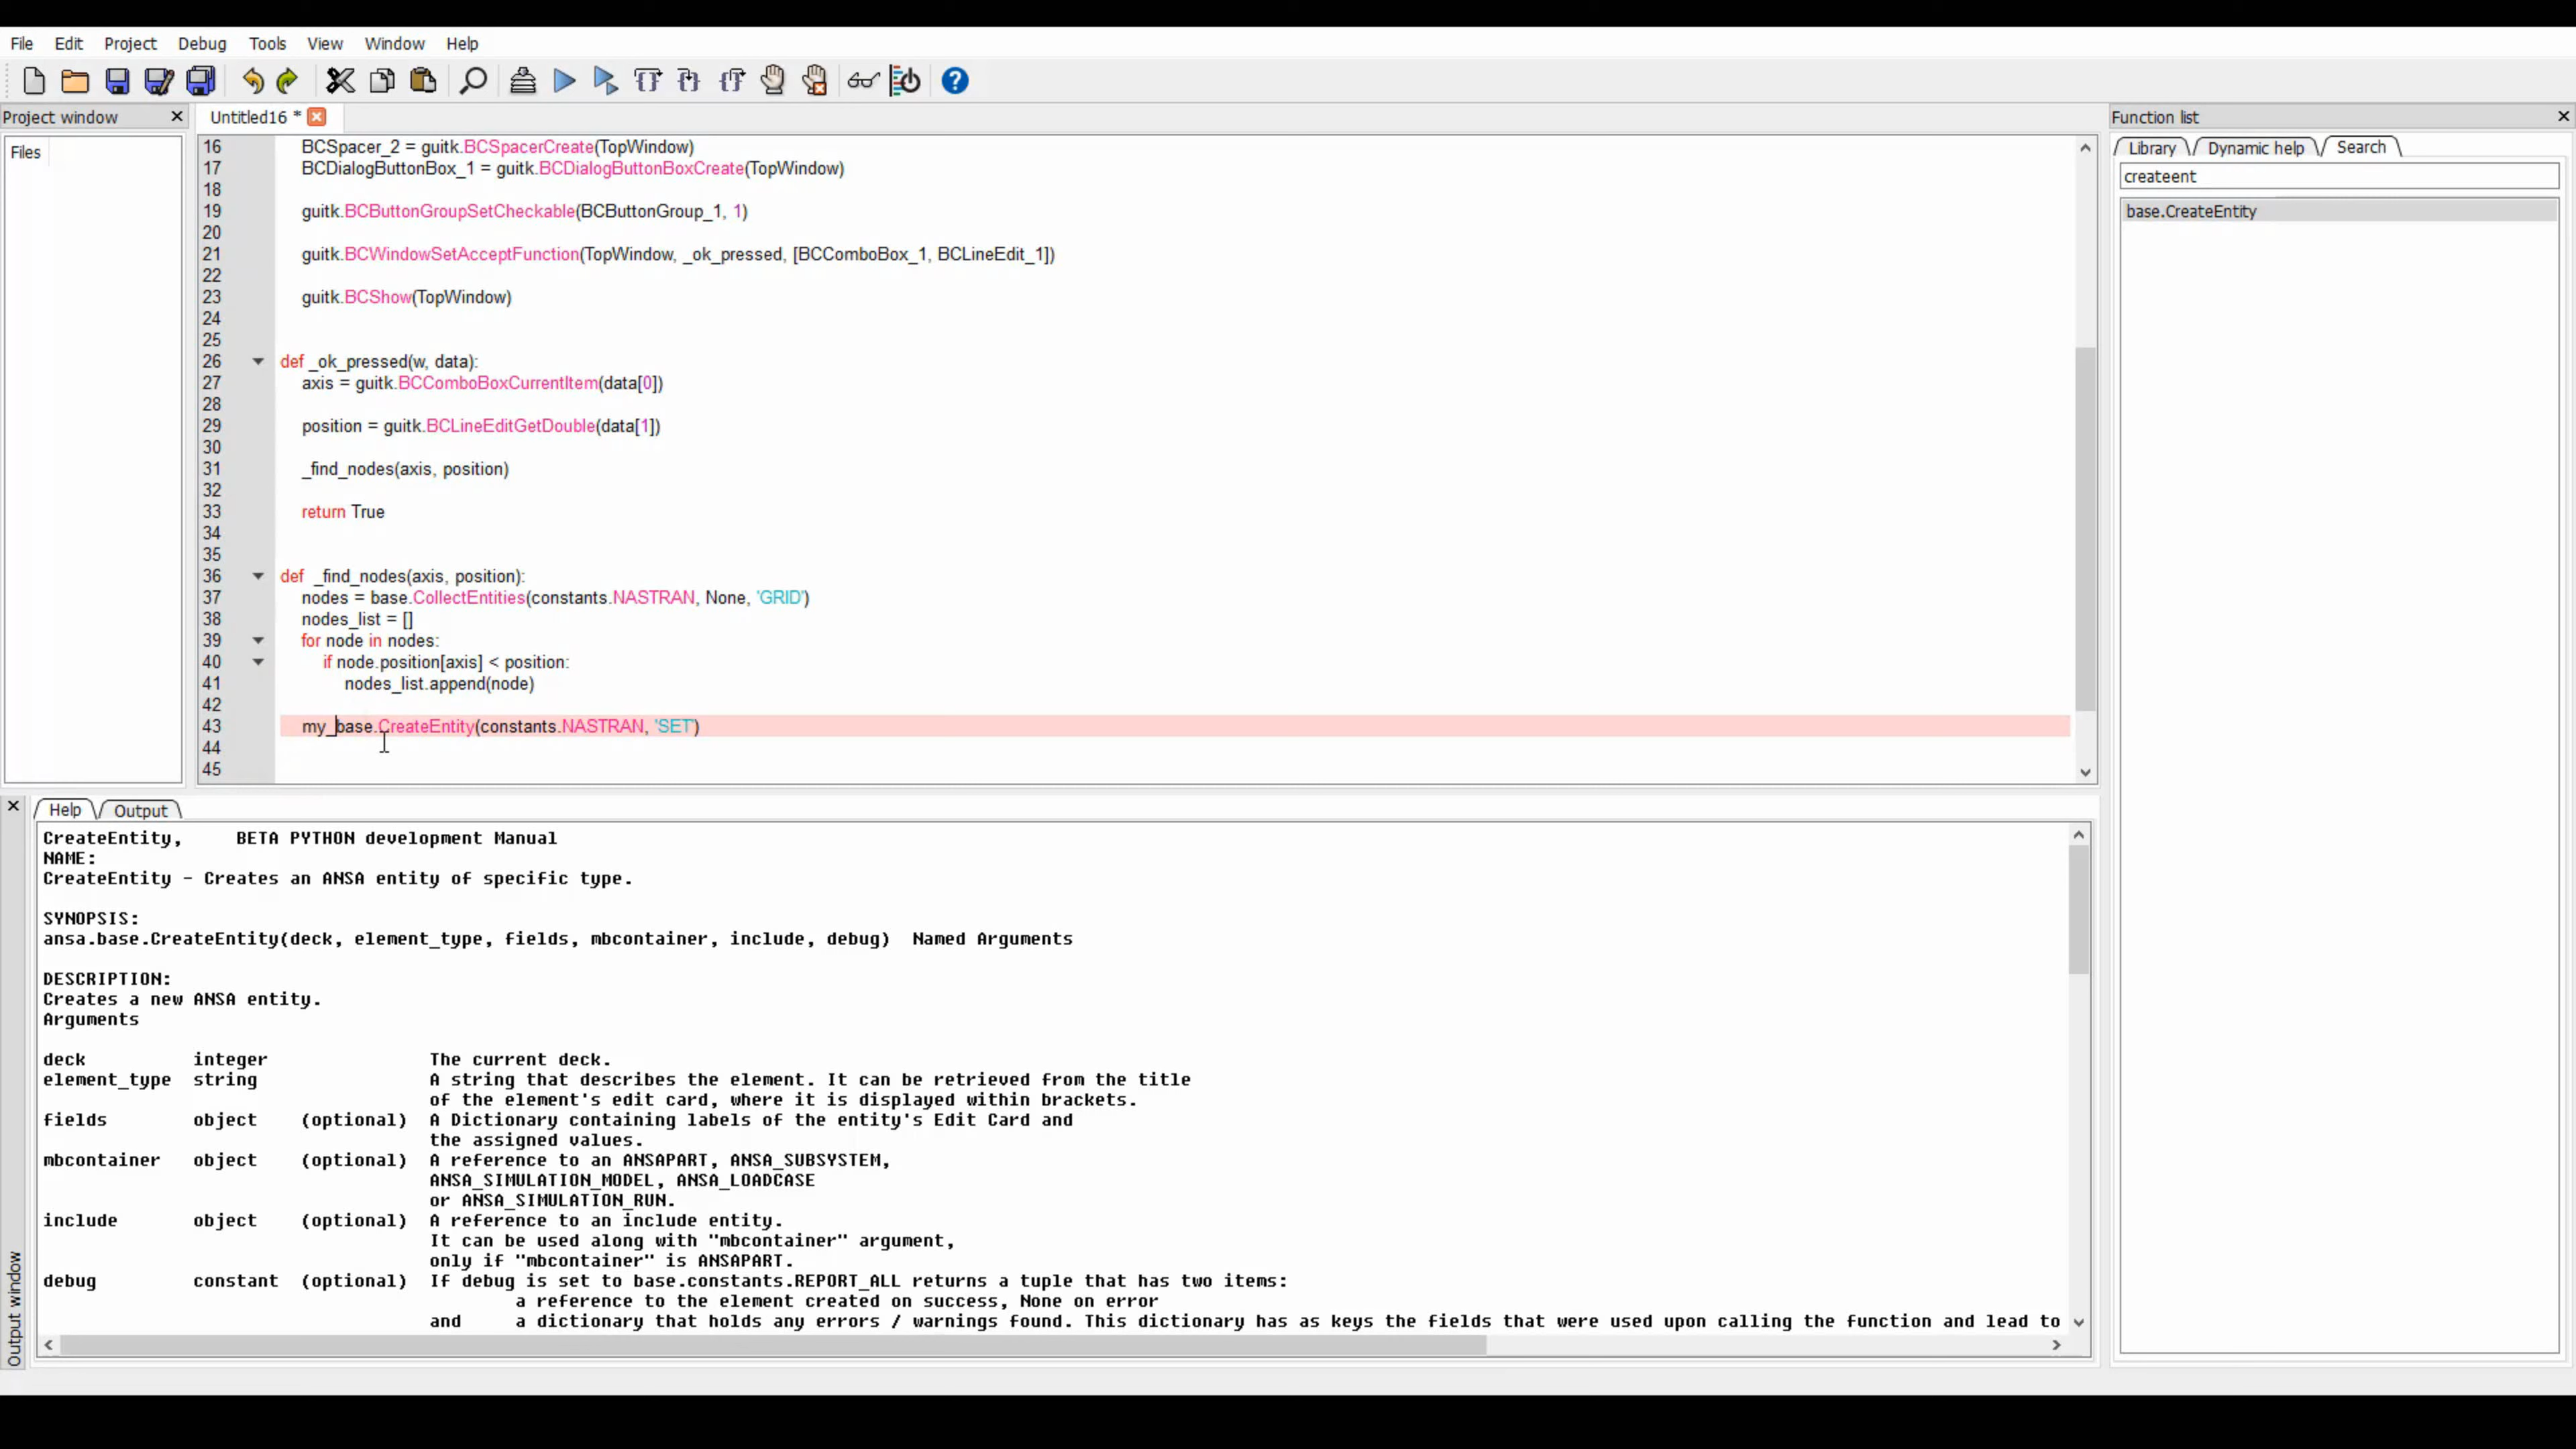 File Edit Project Debug Tools View Window Help
Project window
Files
Untitled16 *
16 BCSpacer_2 = guitk.BCSpacerCreate(TopWindow)
17 BCDialogButtonBox_1 = guitk.BCDialogButtonBoxCreate(TopWindow)
18
19 guitk.BCButtonGroupSetCheckable(BCButtonGroup_1, 1)
20
21 guitk.BCWindowSetAcceptFunction(TopWindow, _ok_pressed, [BCComboBox_1, BCLineEdit_1])
22
23 guitk.BCShow(TopWindow)
24
25
26 def _ok_pressed(w, data):
27 axis = guitk.BCComboBoxCurrentItem(data[0])
28
29 position = guitk.BCLineEditGetDouble(data[1])
30
31 _find_nodes(axis, position)
32
33 return True
34
35
36 def _find_nodes(axis, position):
37 nodes = base.CollectEntities(constants.NASTRAN, None, 'GRID')
38 nodes_list = []
39 for node in nodes:
40 if node.position[axis] < position:
41 nodes_list.append(node)
42
43 my_base.CreateEntity(constants.NASTRAN, 'SET')
44
45
Function list
Library Dynamic help Search
createent
base.CreateEntity
Output window
Help Output
CreateEntity, BETA PYTHON development Manual
NAME:
CreateEntity - Creates an ANSA entity of specific type.
SYNOPSIS:
ansa.base.CreateEntity(deck, element_type, fields, mbcontainer, include, debug) Named Arguments
DESCRIPTION:
Creates a new ANSA entity.
Arguments
deck integer The current deck.
element_type string A string that describes the element. It can be retrieved from the title
of the element's edit card, where it is displayed within brackets.
fields object (optional) A Dictionary containing labels of the entity's Edit Card and
the assigned values.
mbcontainer object (optional) A reference to an ANSAPART, ANSA_SUBSYSTEM,
ANSA_SIMULATION_MODEL, ANSA_LOADCASE
or ANSA_SIMULATION_RUN.
include object (optional) A reference to an include entity.
It can be used along with "mbcontainer" argument,
only if "mbcontainer" is ANSAPART.
debug constant (optional) If debug is set to base.constants.REPORT_ALL returns a tuple that has two items:
a reference to the element created on success, None on error
and a dictionary that holds any errors / warnings found. This dictionary has as keys the fields that were used upon calling the function and lead to